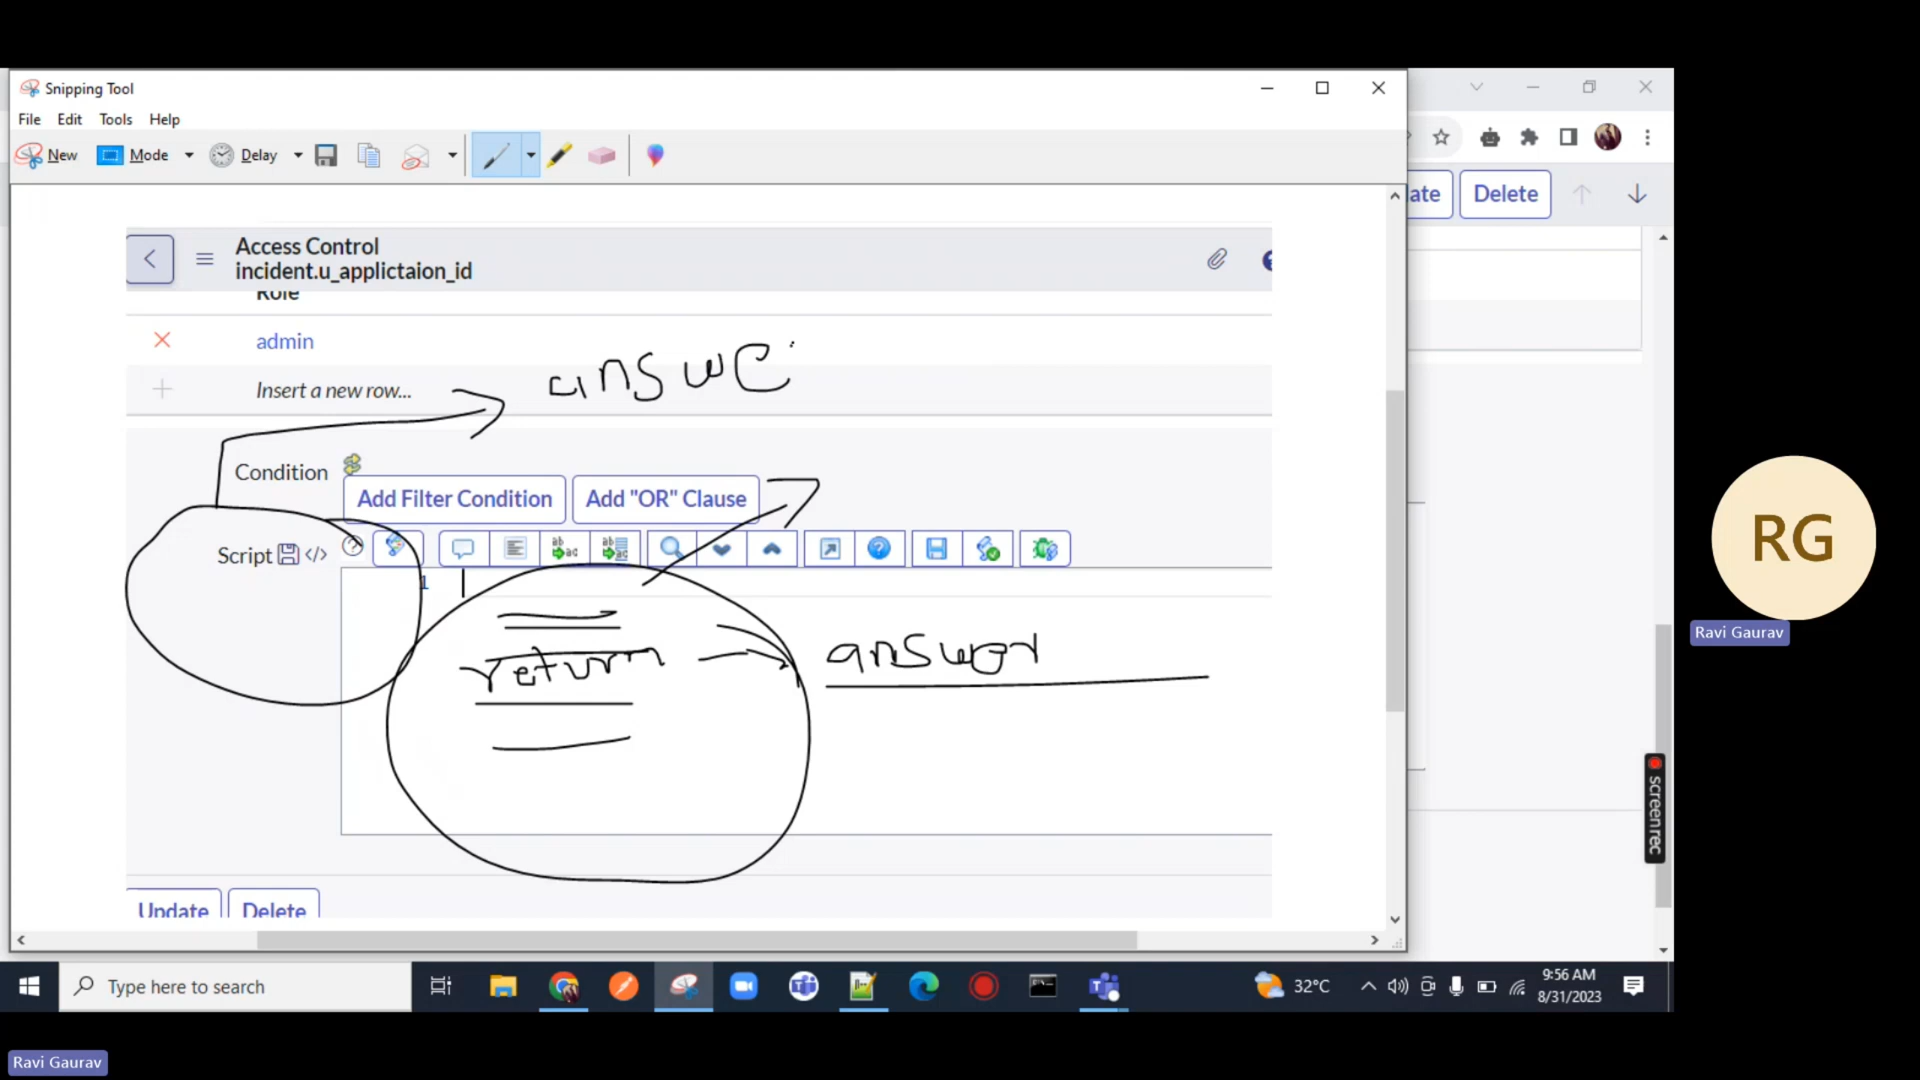 Snipping Tool
File Edit Tools Help
New Mode Delay
ate Delete
Access Control
incident.u_applictaion_id
Role
admin
answe
Insert a new row...
Condition
Add Filter Condition Add "OR" Clause
Script </>
1
return answer
Update Delete
RG
Ravi Gaurav
screenrec
Type here to search
32°C
9:56 AM
8/31/2023
Ravi Gaurav